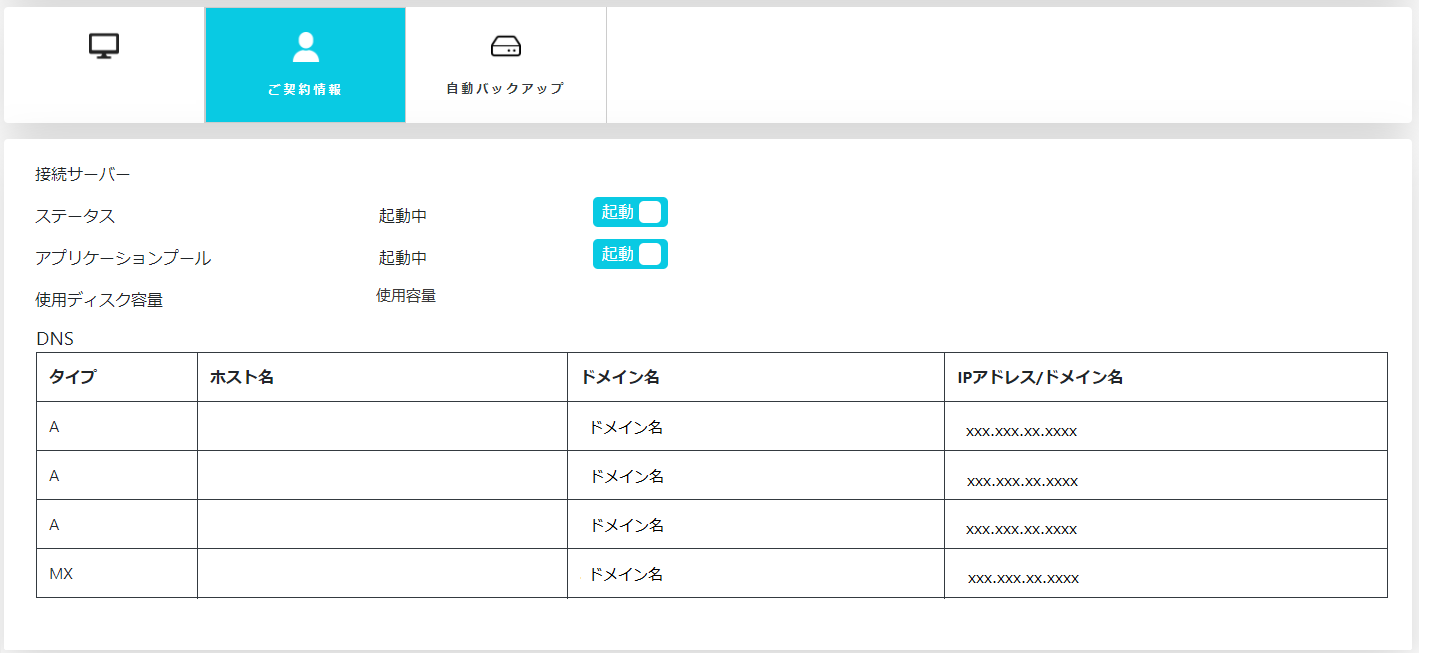 ご契約情報 自動バックアップ
接続サーバー
ステータス 起動中 起動
アプリケーションプール 起動中 起動
使用ディスク容量 使用容量
DNS
タイプ ホスト名 ドメイン名 IPアドレス/ドメイン名
A ドメイン名 xxx.xxx.xx.xxxx
A ドメイン名 xxx.xxx.xx.xxxx
A ドメイン名 xxx.xxx.xx.xxxx
MX ドメイン名 xxx.xxx.xx.xxxx